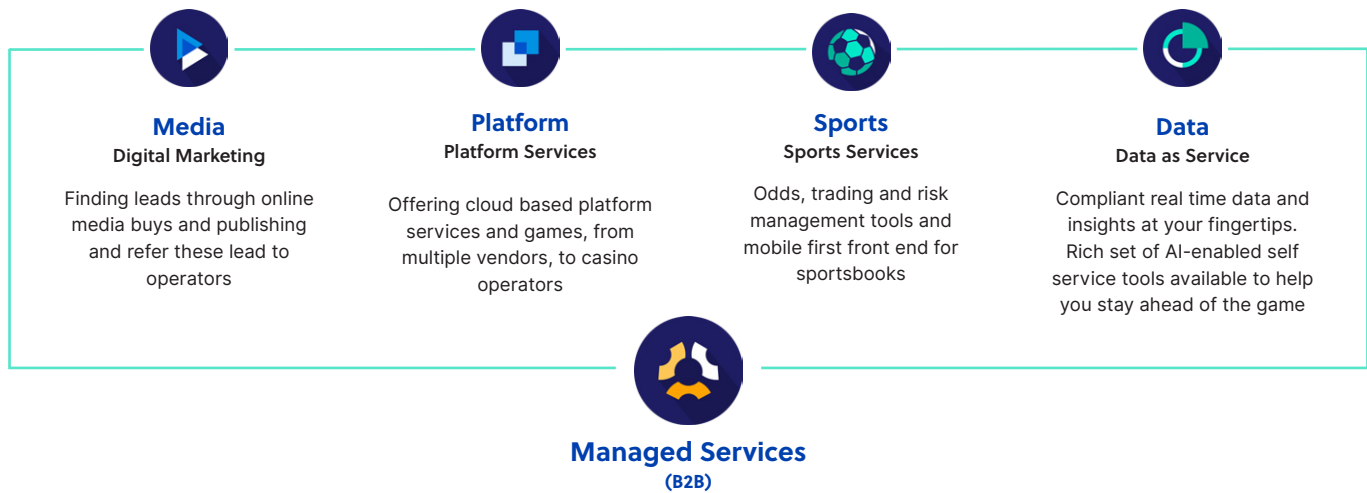 Media
Digital Marketing
Finding leads through online
media buys and publishing
and refer these lead to
operators
Platform
Platform Services
Offering cloud based platform
services and games, from
multiple vendors, to casino
operators
Sports
Sports Services
Odds, trading and risk
management tools and
mobile first front end for
sportsbooks
Data
Data as Service
Compliant real time data and
insights at your fingertips.
Rich set of AI-enabled self
service tools available to help
you stay ahead of the game
Managed Services
(B2B)